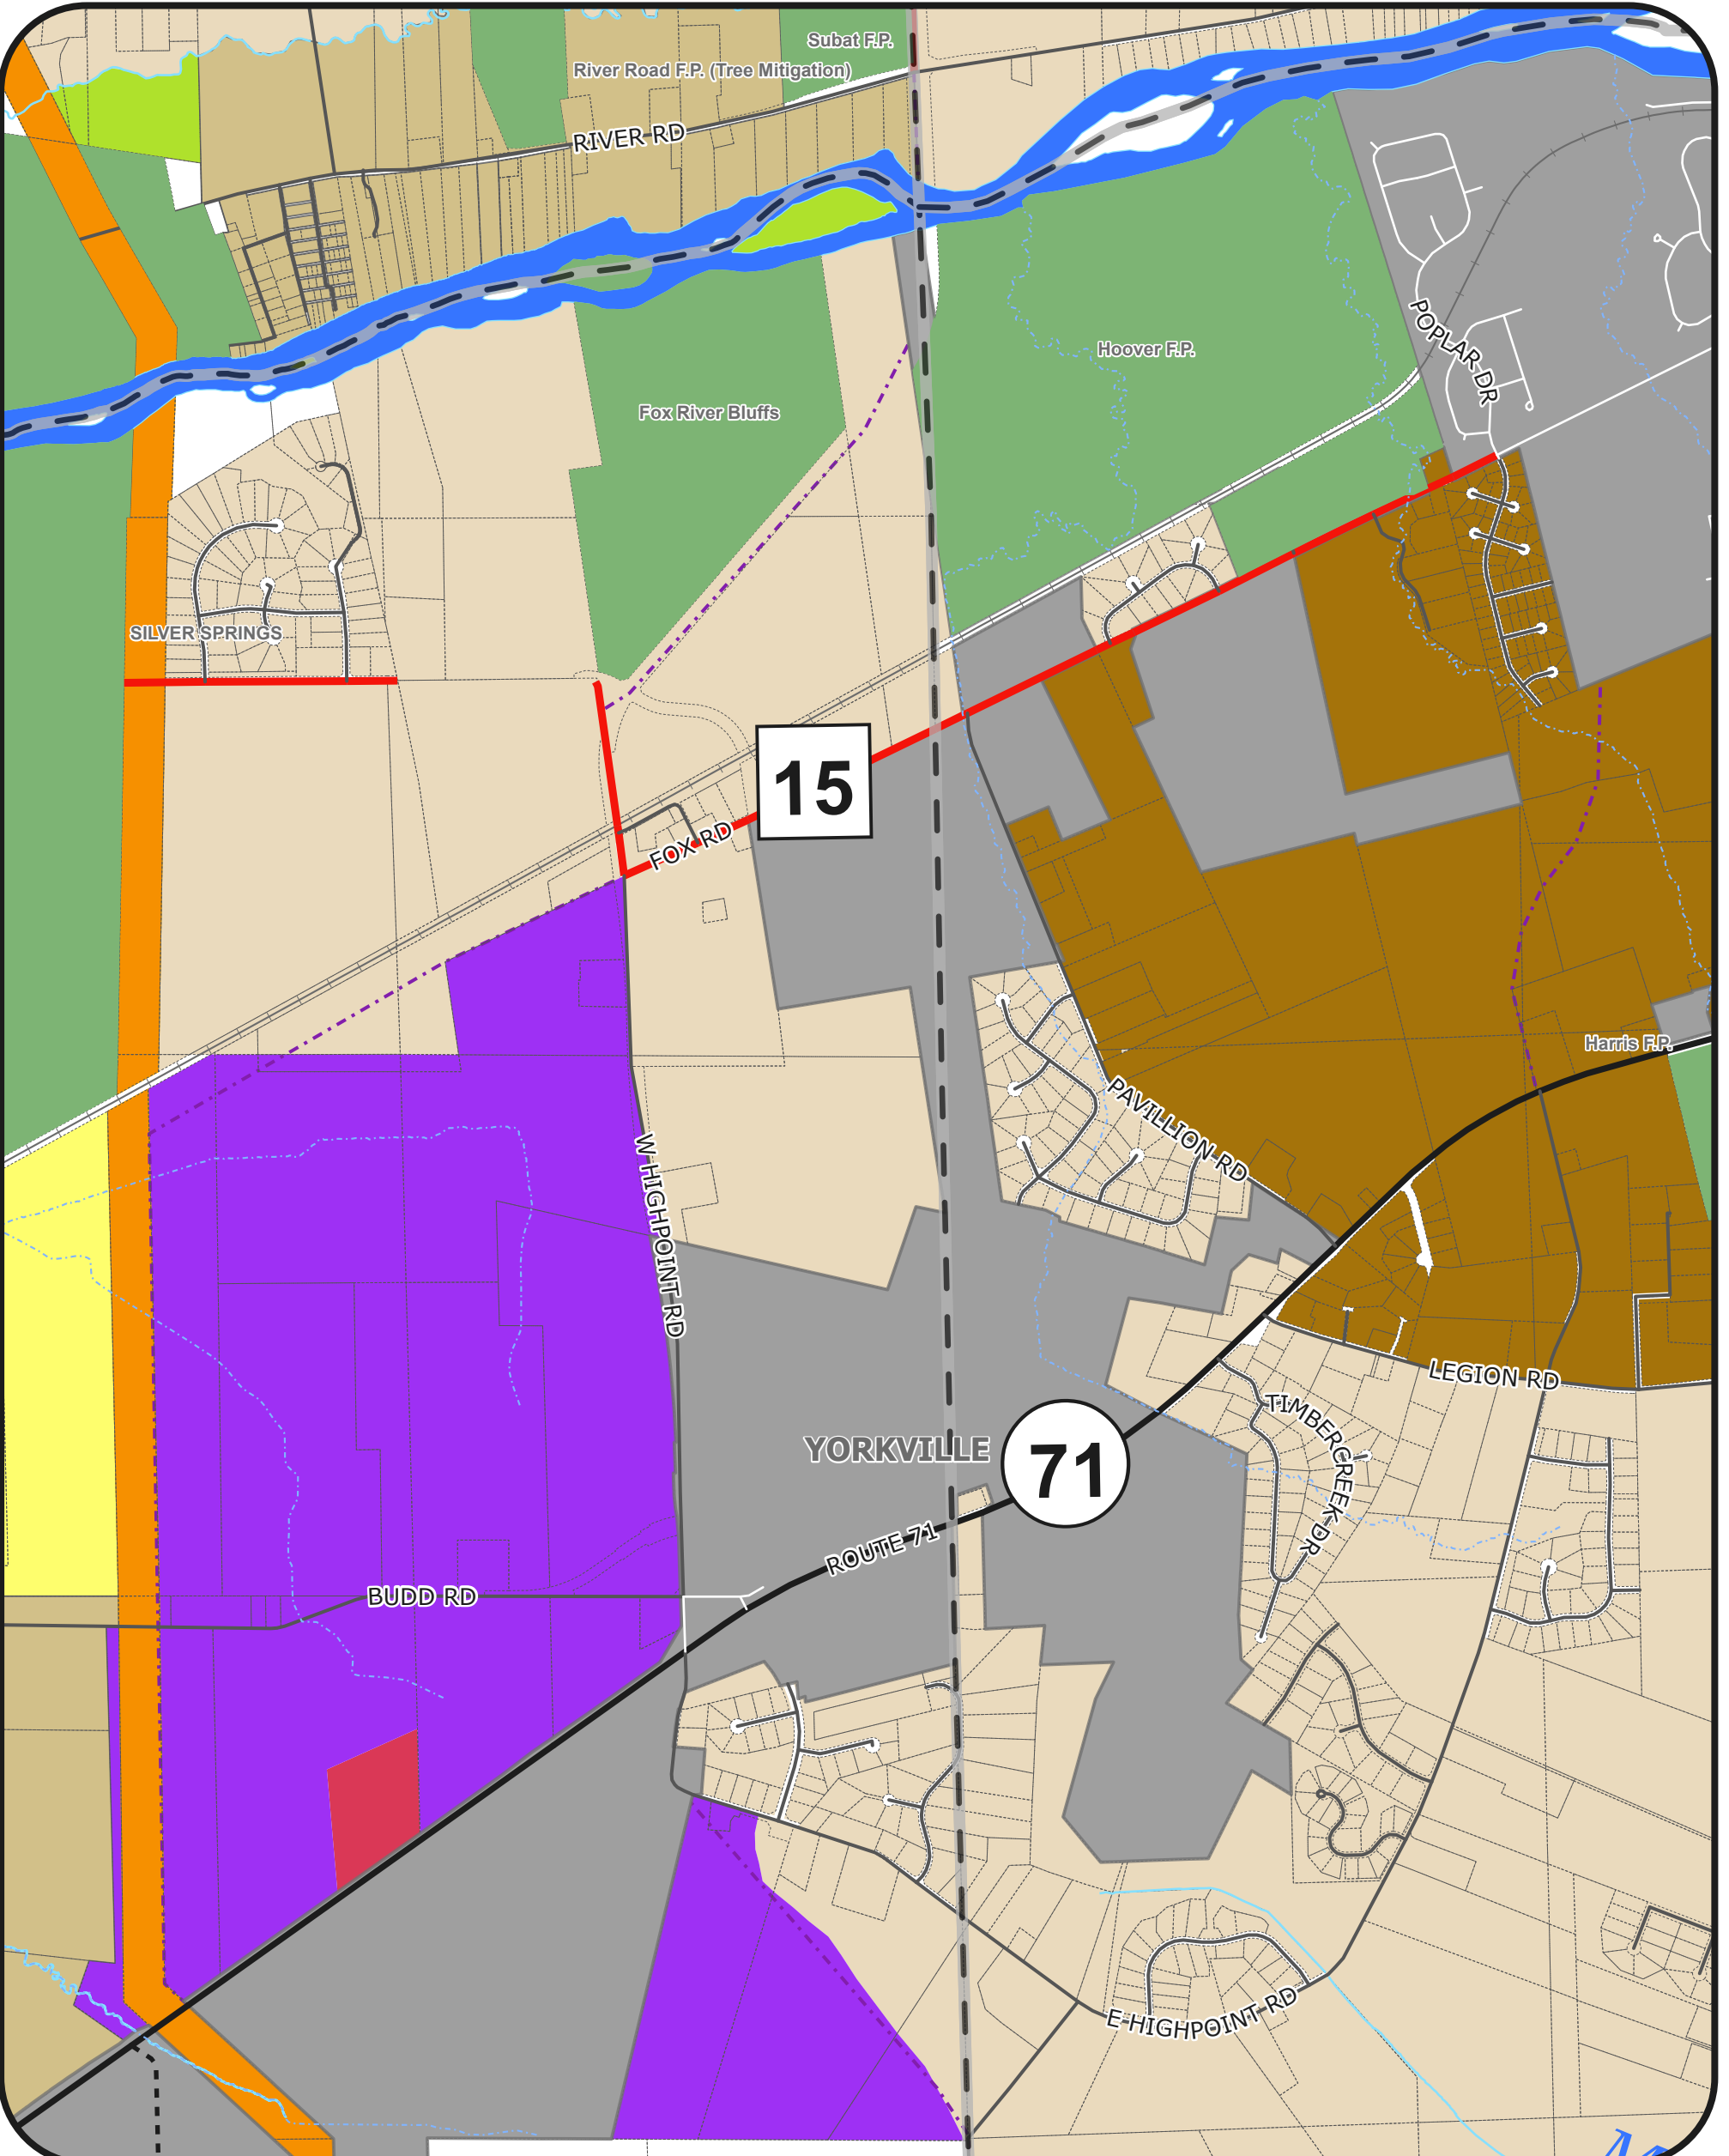 Subat F.P.
River Road F.P. (Tree Mitigation)
RIVER RD
Hoover F.P.
POPLAR DR
Fox River Bluffs
SILVER SPRINGS
15
FOX RD
Harris F.P.
PAVILLION RD
W HIGHPOINT RD
LEGION RD
TIMBERCREEK DR
YORKVILLE
71
ROUTE 71
BUDD RD
E HIGHPOINT RD